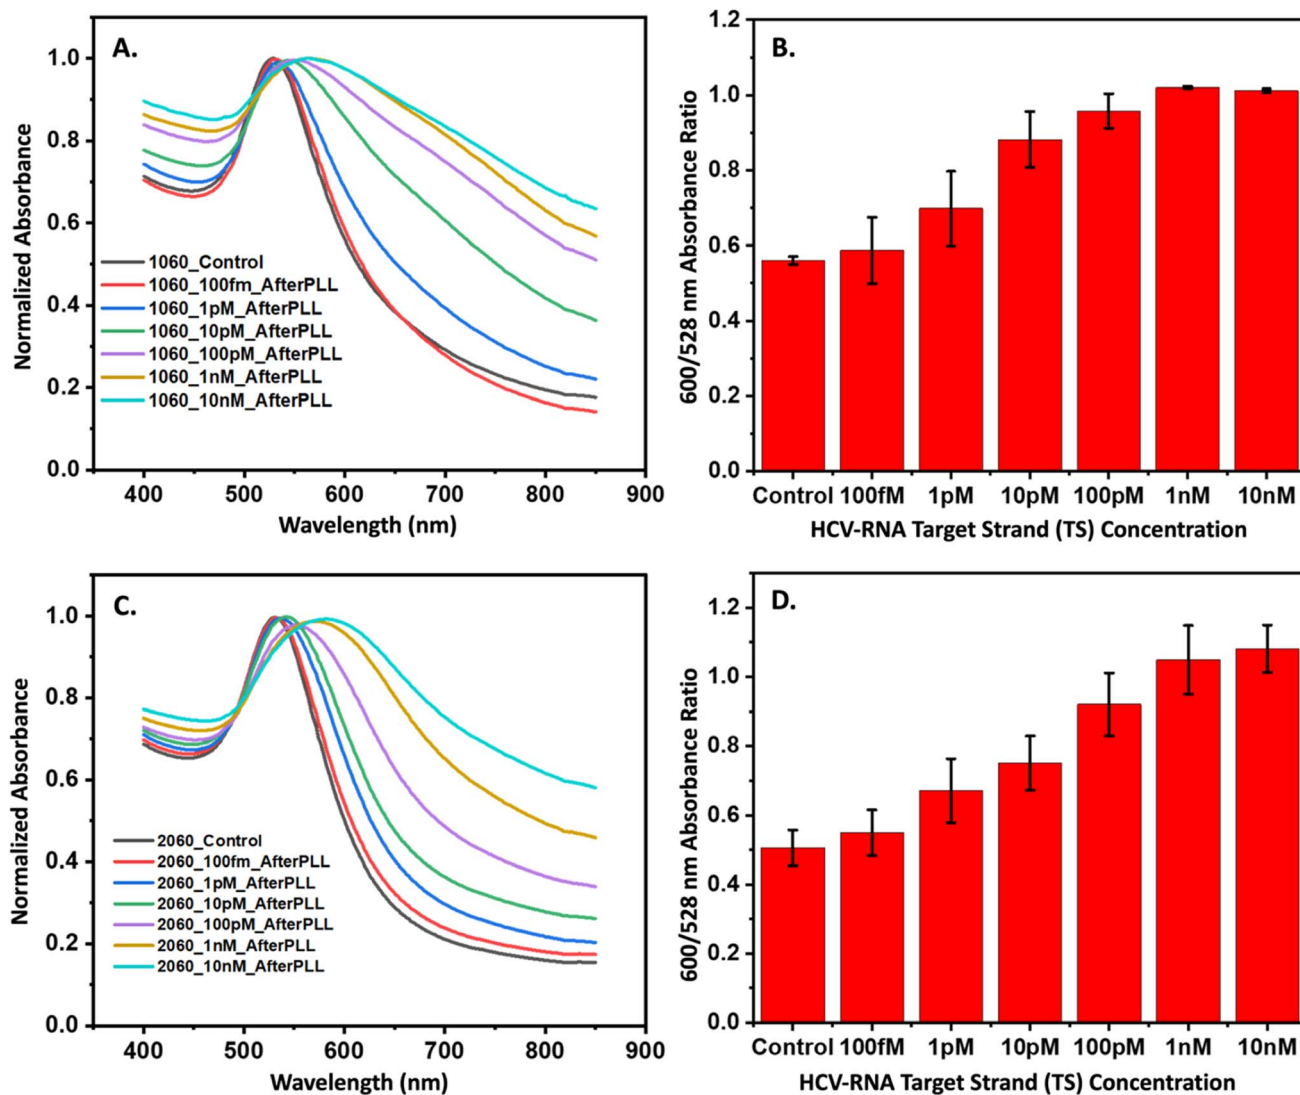 A.
Normalized Absorbance
1.0
0.8
0.6
0.4
0.2
0.0
1060_Control
1060_100fm_AfterPLL
1060_1pM_AfterPLL
1060_10pM_AfterPLL
1060_100pM_AfterPLL
1060_1nM_AfterPLL
1060_10nM_AfterPLL
400 500 600 700 800 900
Wavelength (nm)
B.
600/528 nm Absorbance Ratio
1.2
1.0
0.8
0.6
0.4
0.2
0.0
Control 100fM 1pM 10pM 100pM 1nM 10nM
HCV-RNA Target Strand (TS) Concentration
C.
Normalized Absorbance
1.0
0.8
0.6
0.4
0.2
0.0
2060_Control
2060_100fm_AfterPLL
2060_1pM_AfterPLL
2060_10pM_AfterPLL
2060_100pM_AfterPLL
2060_1nM_AfterPLL
2060_10nM_AfterPLL
400 500 600 700 800 900
Wavelength (nm)
D.
600/528 nm Absorbance Ratio
1.2
1.0
0.8
0.6
0.4
0.2
0.0
Control 100fM 1pM 10pM 100pM 1nM 10nM
HCV-RNA Target Strand (TS) Concentration